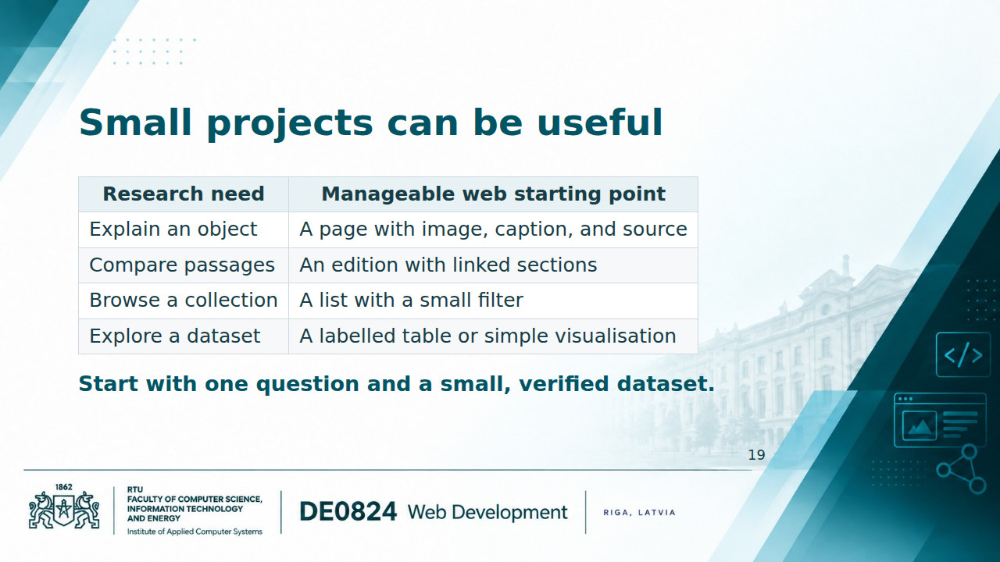 Small projects can be useful
Research need Manageable web starting point
Explain an object A page with image, caption, and source
Compare passages An edition with linked sections
Browse a collection A list with a small filter
Explore a dataset A labelled table or simple visualisation
Start with one question and a small, verified dataset.
19
1862
RTU
FACULTY OF COMPUTER SCIENCE,
INFORMATION TECHNOLOGY
AND ENERGY
Institute of Applied Computer Systems
DE0824 Web Development
RIGA, LATVIA